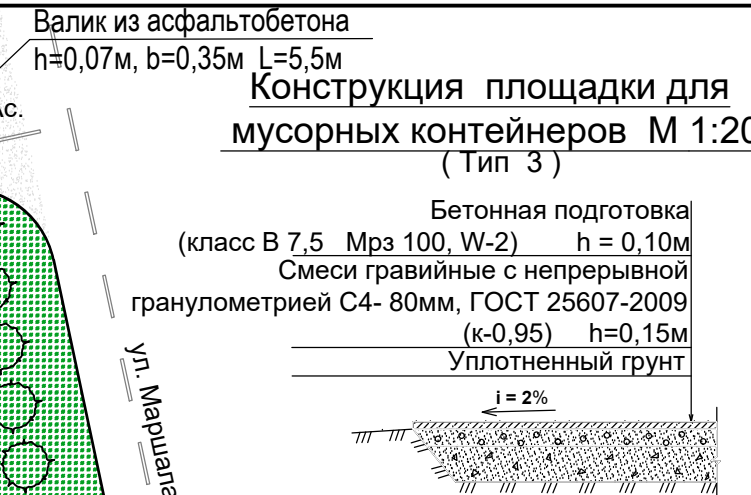 Валик из асфальтобетона
h=0,07м, b=0,35м L=5,5м
Конструкция площадки для
мусорных контейнеров М 1:20
( Тип 3 )
Бетонная подготовка
(класс В 7,5 Мрз 100, W-2) h = 0,10м
Смеси гравийные с непрерывной
гранулометрией С4- 80мм, ГОСТ 25607-2009
(к-0,95) h=0,15м
Уплотненный грунт
i = 2%
ул. Маршала